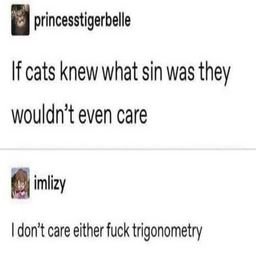 princesstigerbelle
If cats knew what sin was they
wouldn't even care
imlizy
I don't care either fuck trigonometry